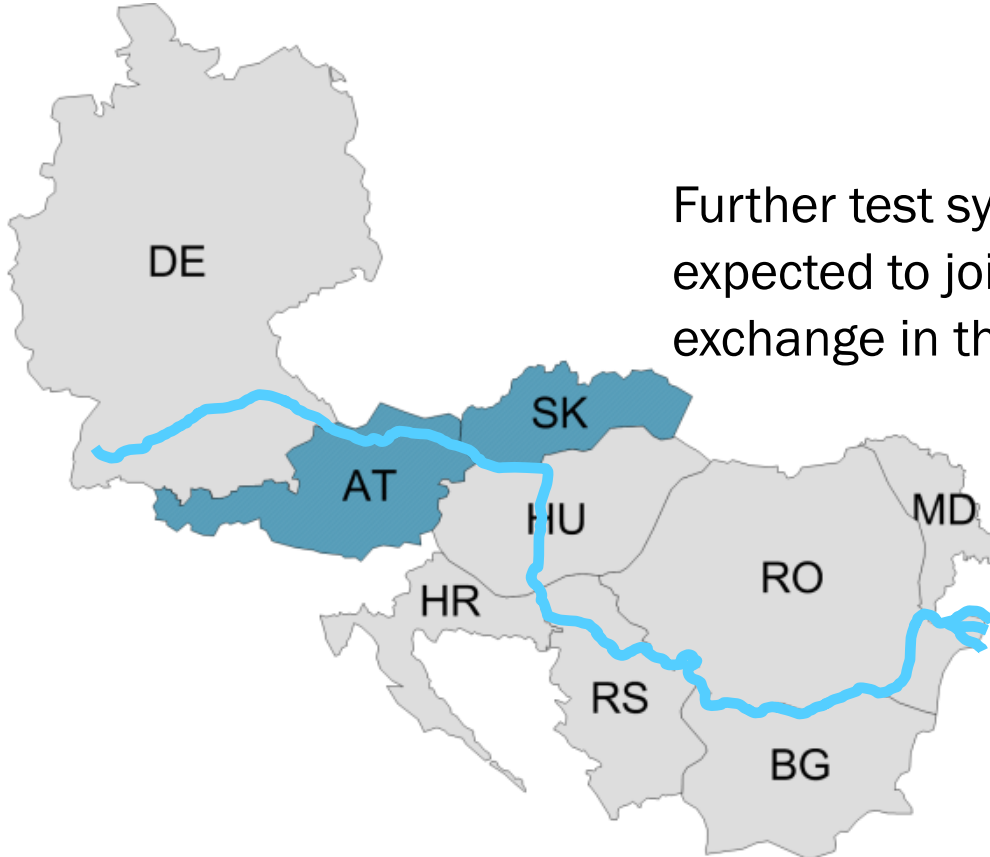 DE
Further test sy
expected to joi
exchange in th
SK
AT
HU
MD
RO
HR
RS
BG